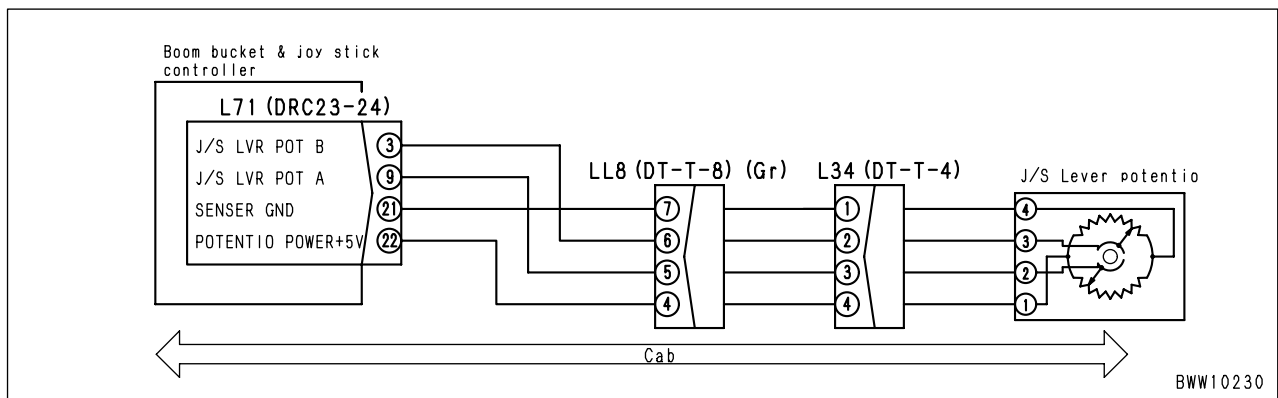 Boom bucket & joy stick
controller
L71 (DRC23-24)
J/S LVR POT B 3
J/S LVR POT A 9
SENSER GND 21
POTENTIO POWER+5V 22
LL8 (DT-T-8) (Gr)
7
6
5
4
L34 (DT-T-4)
1
2
3
4
J/S Lever potentio
4
3
2
1
Cab
BWW10230